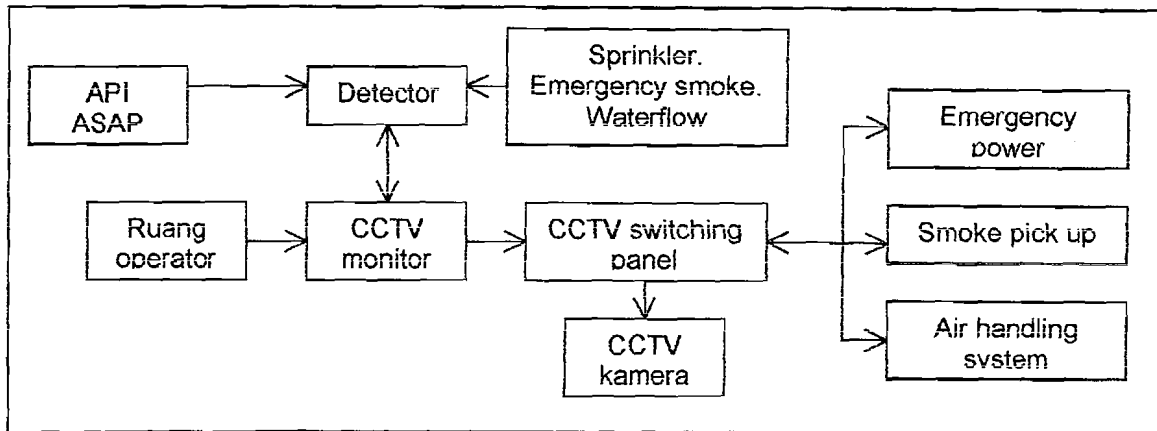 API
ASAP
Detector
Sprinkler.
Emergency smoke.
Waterflow
Emergency
power
Ruang
operator
CCTV
monitor
CCTV switching
panel
Smoke pick up
CCTV
kamera
Air handling
system